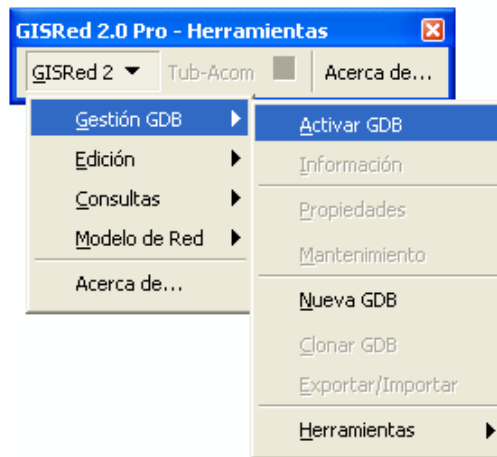 GISRed 2.0 Pro - Herramientas
GISRed 2 Tub-Acom Acerca de...
Gestión GDB
Edición
Consultas
Modelo de Red
Acerca de...
Activar GDB
Información
Propiedades
Mantenimiento
Nueva GDB
Clonar GDB
Exportar/Importar
Herramientas